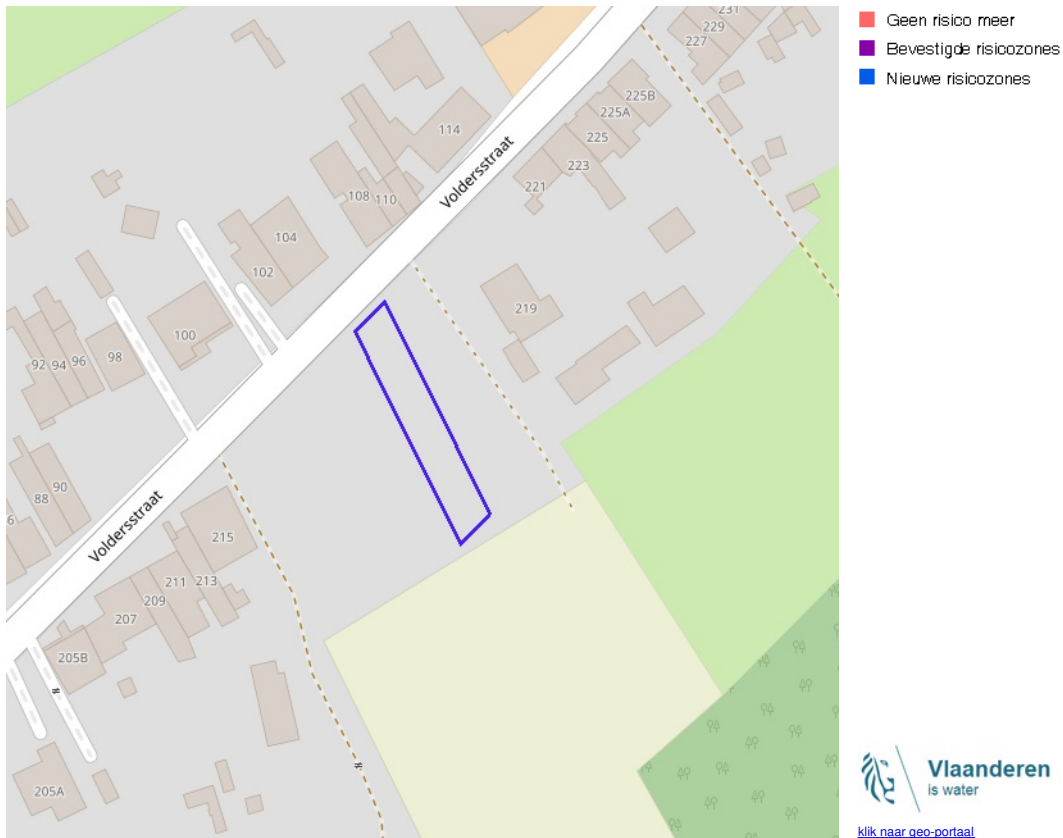 231
229
227
225B
225A
225
223
221
114
Voldersstraat
108
110
104
102
219
100
92
94
96
98
88
90
6
Voldersstraat
215
213
211
209
207
205B
205A
Geen risico meer
Bevestigde risicozones
Nieuwe risicozones
Vlaanderen
is water
klik naar geo-portaal